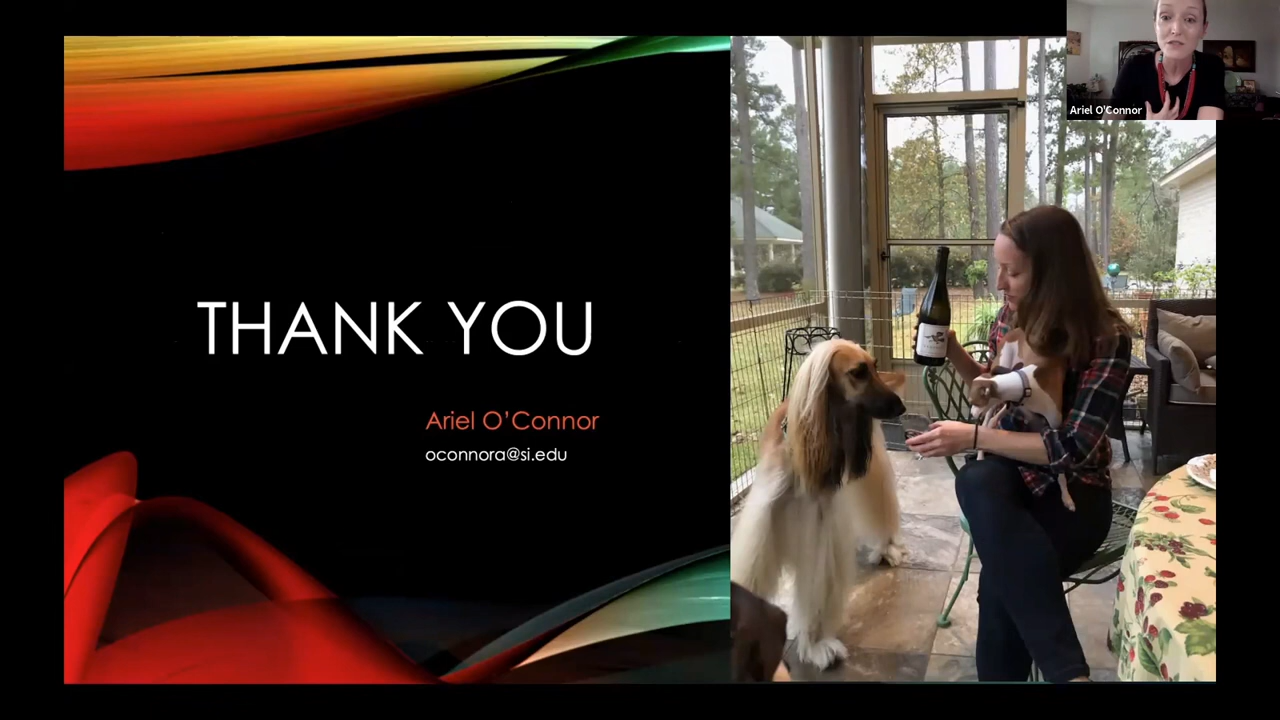 THANK YOU
Ariel O’Connor
oconnora@si.edu
Ariel O'Connor